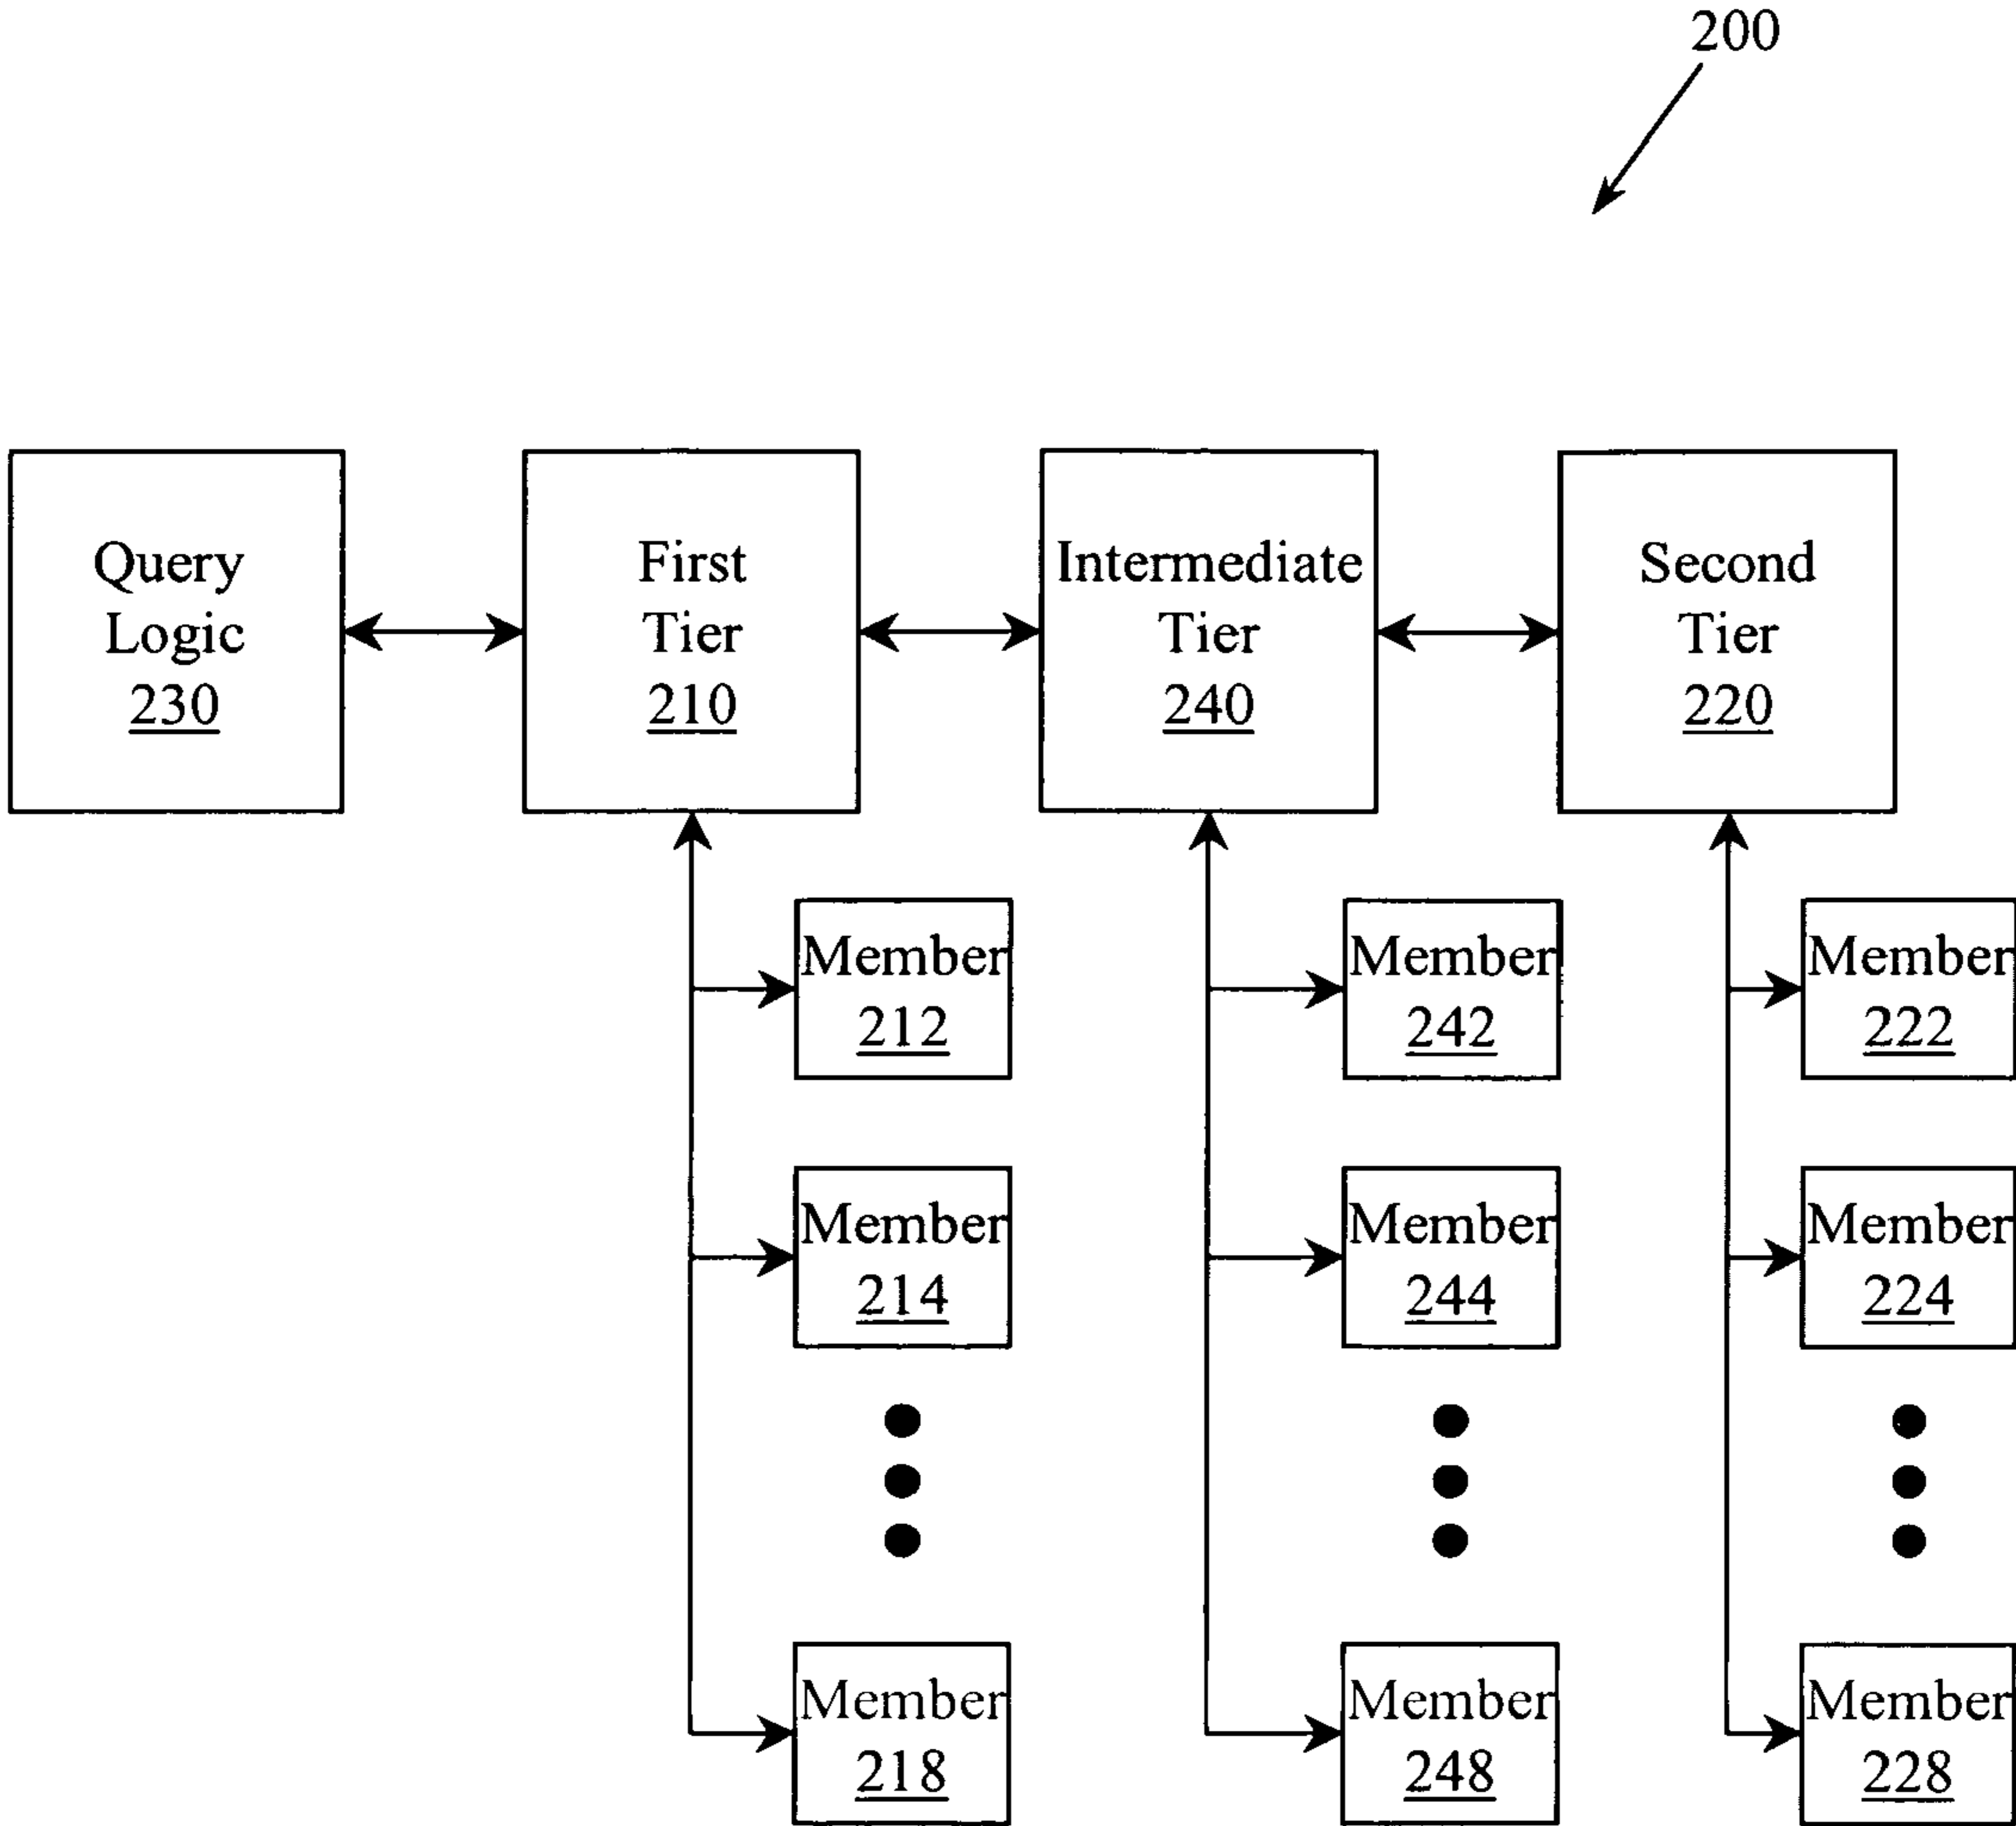 200
Query
Logic
230
First
Tier
210
Intermediate
Tier
240
Second
Tier
220
Member
212
Member
242
Member
222
Member
214
Member
244
Member
224
Member
218
Member
248
Member
228